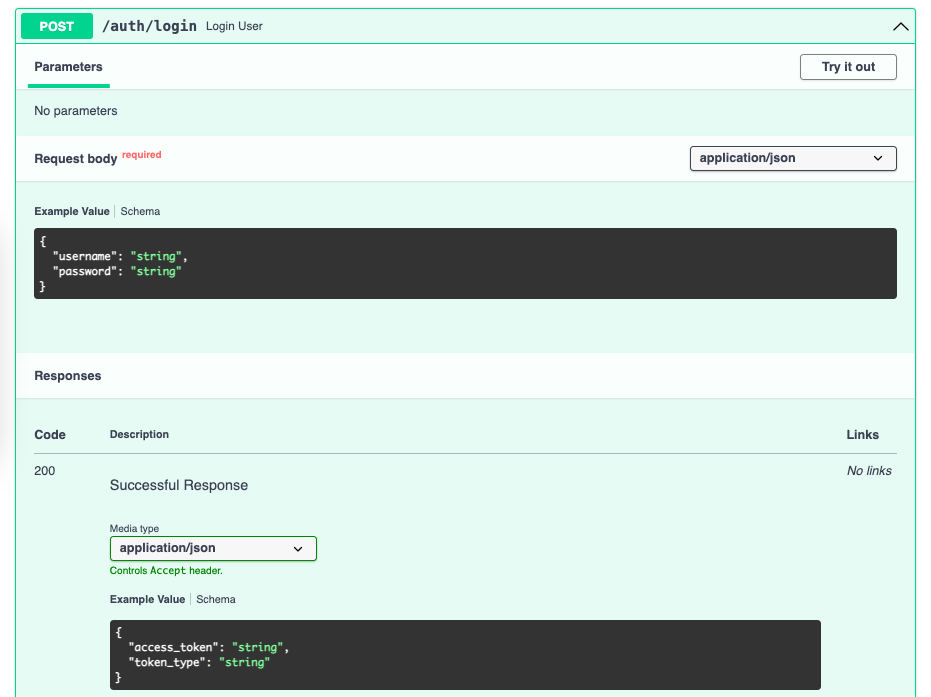 POST /auth/login Login User
Parameters Try it out
No parameters
Request body required application/json
Example Value Schema
{
"username": "string",
"password": "string"
}
Responses
Code Description Links
200 Successful Response No links
Media type
application/json
Controls Accept header.
Example Value Schema
{
"access_token": "string",
"token_type": "string"
}